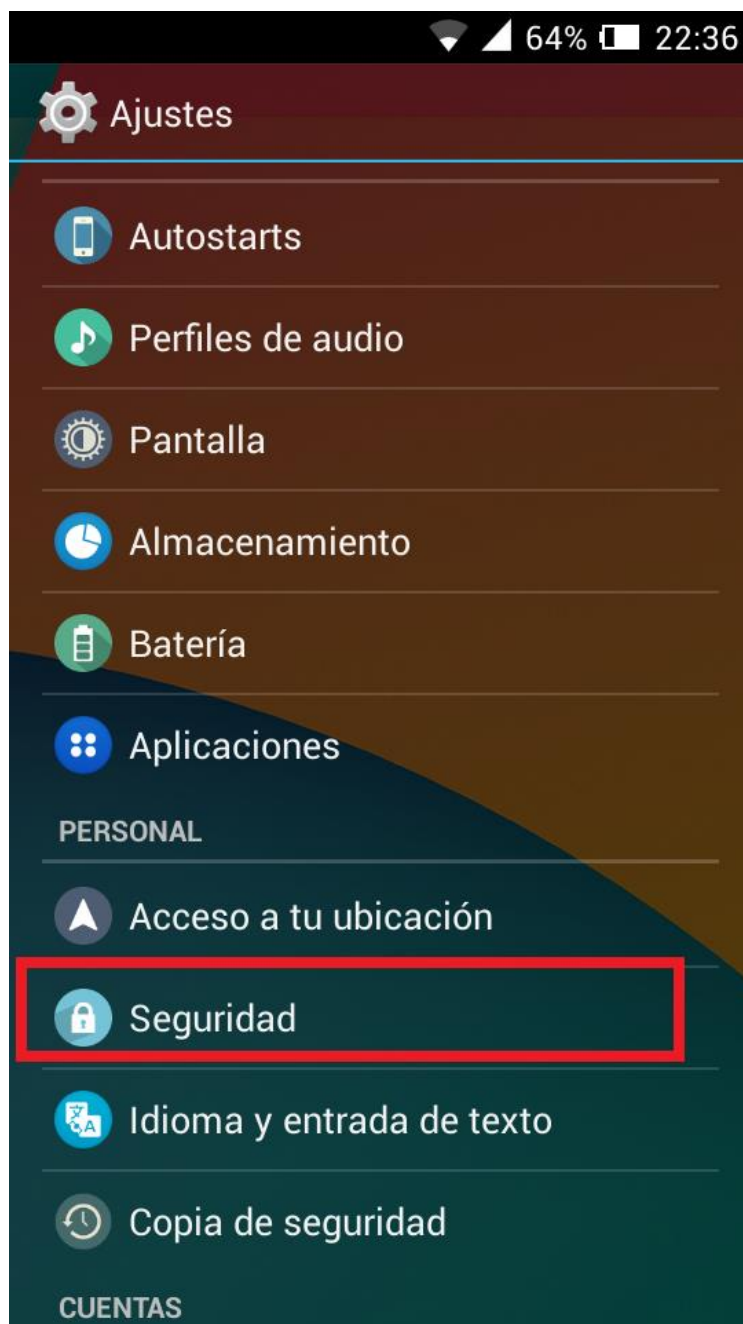 64% 22:36
Ajustes
Autostarts
Perfiles de audio
Pantalla
Almacenamiento
Batería
Aplicaciones
PERSONAL
Acceso a tu ubicación
Seguridad
Idioma y entrada de texto
Copia de seguridad
CUENTAS